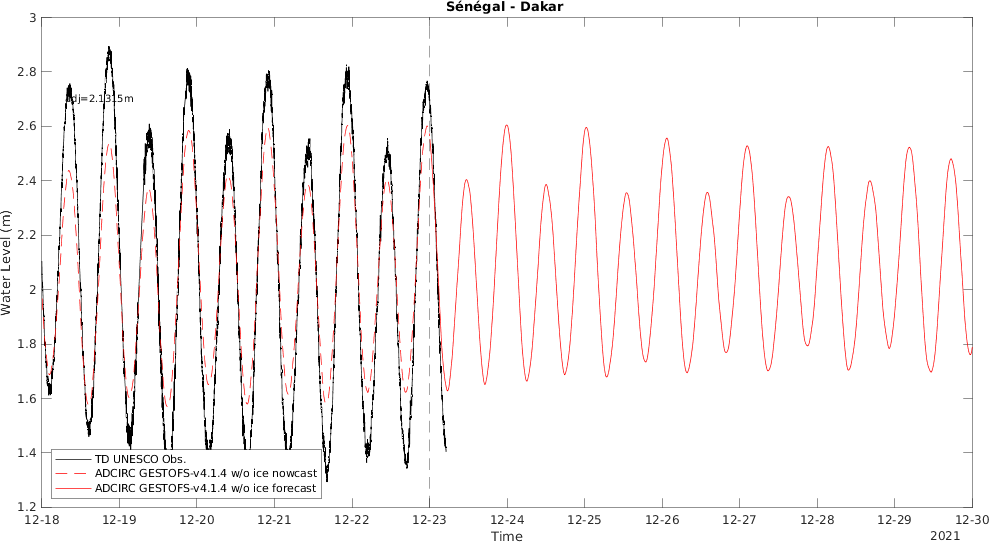 Sénégal - Dakar
3
2.8
2.6
2.4
2.2
2
1.8
1.6
1.4
1.2
Water Level (m)
adj=2.1315m
TD UNESCO Obs.
ADCIRC GESTOFS-v4.1.4 w/o ice nowcast
ADCIRC GESTOFS-v4.1.4 w/o ice forecast
12-18 12-19 12-20 12-21 12-22 12-23 12-24 12-25 12-26 12-27 12-28 12-29 12-30
Time
2021